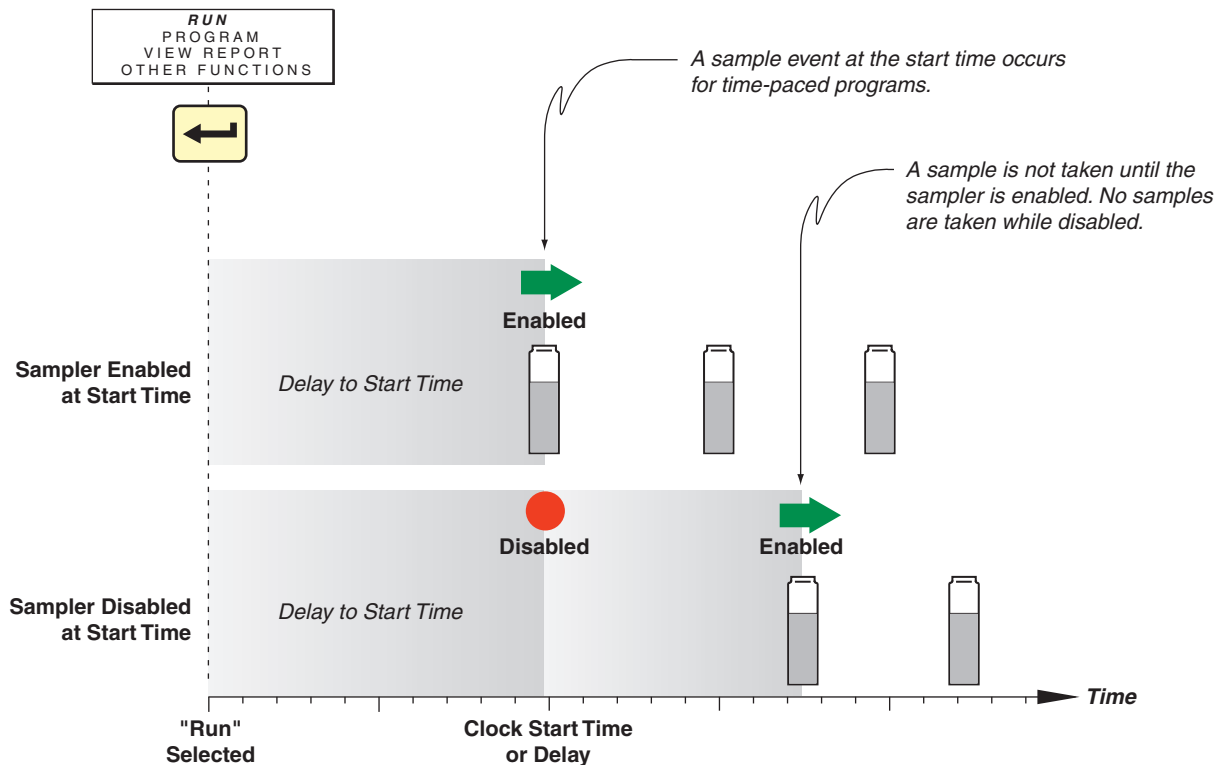 RUN
PROGRAM
VIEW REPORT
OTHER FUNCTIONS
A sample event at the start time occurs
for time-paced programs.
A sample is not taken until the
sampler is enabled. No samples
are taken while disabled.
Enabled
Sampler Enabled
at Start Time
Delay to Start Time
Disabled
Enabled
Sampler Disabled
at Start Time
Delay to Start Time
Time
"Run"
Selected
Clock Start Time
or Delay